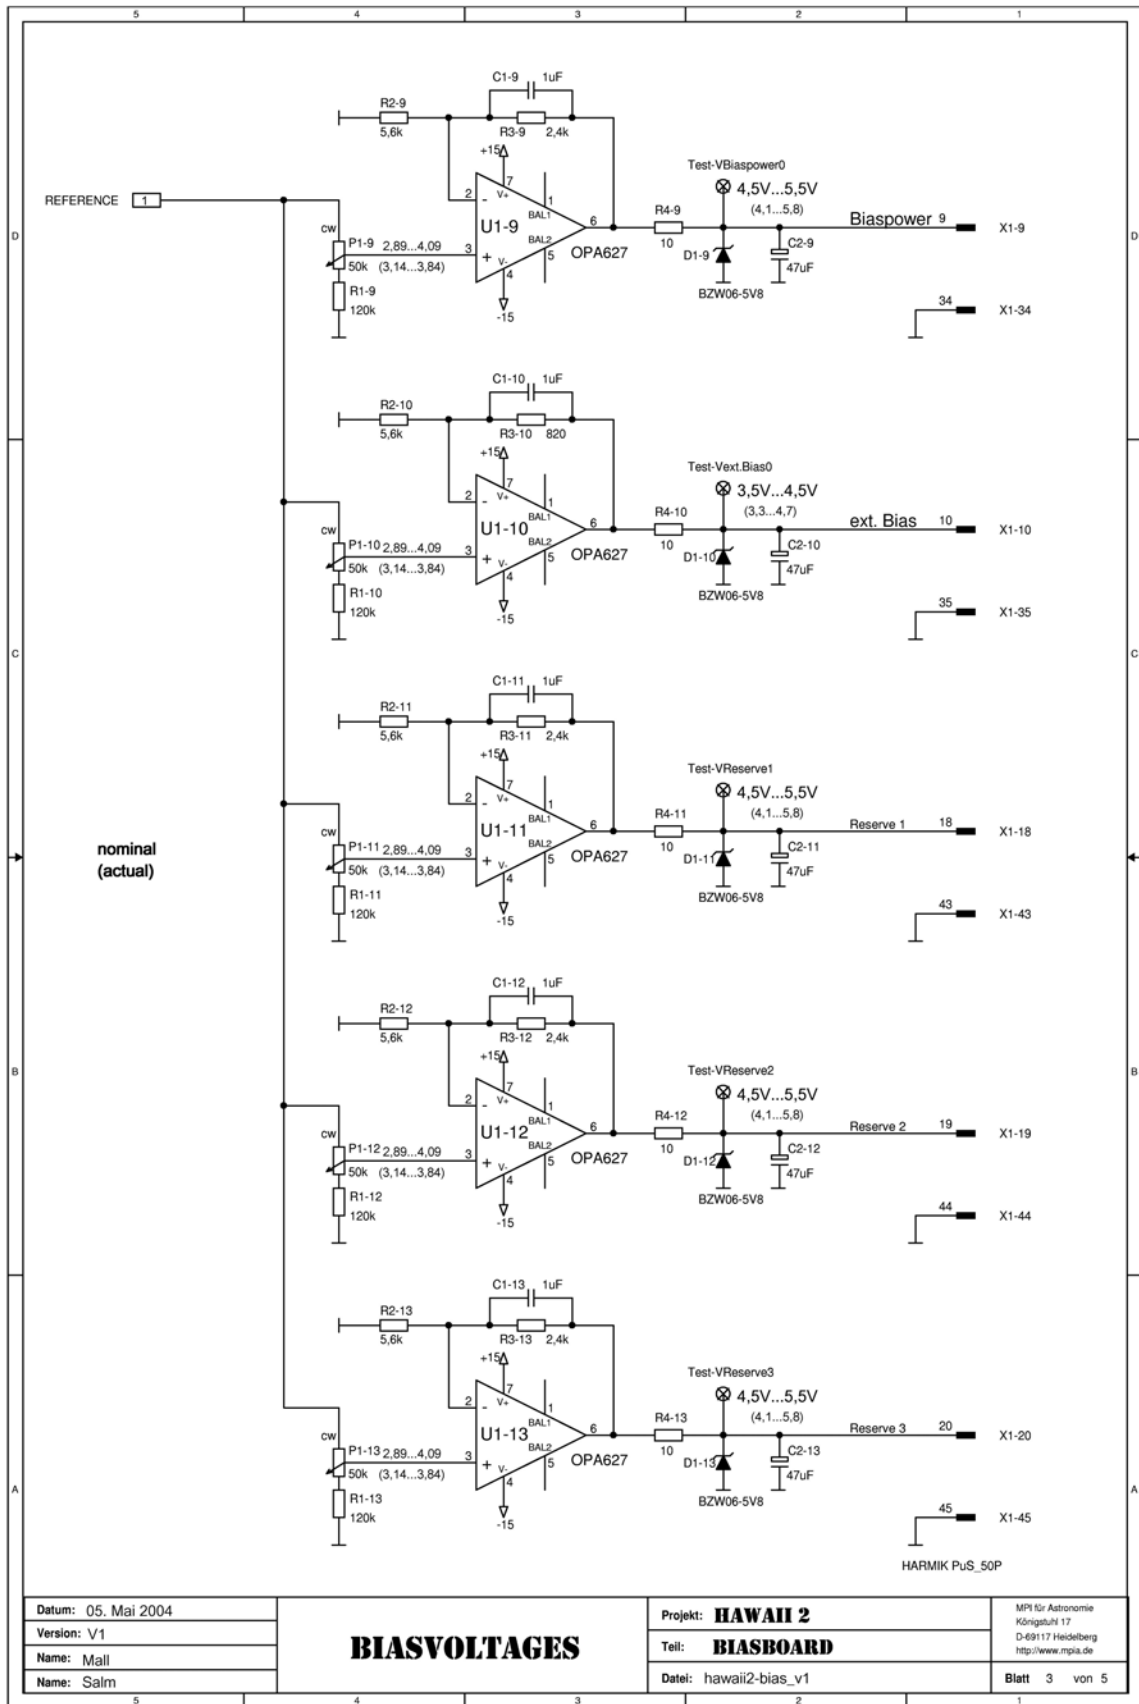 5 4 3 2 1
C1-9 1uF
R2-9
5,6k
R3-9 2,4k
+15
7
V+
2 -
1
BAL1
U1-9
BAL2
3 +
V-
4
5
6
OPA627
-15
REFERENCE 1
cw
P1-9 2,89...4,09
50k (3,14...3,84)
R1-9
120k
R4-9
10
Test-VBiaspower0
4,5V...5,5V
(4,1...5,8)
D1-9
BZW06-5V8
C2-9
47uF
Biaspower 9 X1-9
34 X1-34
D D
C1-10 1uF
R2-10
5,6k
R3-10 820
+15
7
V+
2 -
1
BAL1
U1-10
BAL2
3 +
V-
4
5
6
OPA627
-15
cw
P1-10 2,89...4,09
50k (3,14...3,84)
R1-10
120k
R4-10
10
Test-Vext.Bias0
3,5V...4,5V
(3,3...4,7)
D1-10
BZW06-5V8
C2-10
47uF
ext. Bias 10 X1-10
35 X1-35
C C
C1-11 1uF
R2-11
5,6k
R3-11 2,4k
+15
7
V+
2 -
1
BAL1
U1-11
BAL2
3 +
V-
4
5
6
OPA627
-15
nominal
(actual)
cw
P1-11 2,89...4,09
50k (3,14...3,84)
R1-11
120k
R4-11
10
Test-VReserve1
4,5V...5,5V
(4,1...5,8)
D1-11
BZW06-5V8
C2-11
47uF
Reserve 1 18 X1-18
43 X1-43
C1-12 1uF
R2-12
5,6k
R3-12 2,4k
+15
7
V+
2 -
1
BAL1
U1-12
BAL2
3 +
V-
4
5
6
OPA627
-15
cw
P1-12 2,89...4,09
50k (3,14...3,84)
R1-12
120k
R4-12
10
Test-VReserve2
4,5V...5,5V
(4,1...5,8)
D1-12
BZW06-5V8
C2-12
47uF
Reserve 2 19 X1-19
44 X1-44
B B
C1-13 1uF
R2-13
5,6k
R3-13 2,4k
+15
7
V+
2 -
1
BAL1
U1-13
BAL2
3 +
V-
4
5
6
OPA627
-15
cw
P1-13 2,89...4,09
50k (3,14...3,84)
R1-13
120k
R4-13
10
Test-VReserve3
4,5V...5,5V
(4,1...5,8)
D1-13
BZW06-5V8
C2-13
47uF
Reserve 3 20 X1-20
45 X1-45
A A
HARMIK PuS_50P
Datum: 05. Mai 2004
Version: V1
Name: Mall
Name: Salm
BIASVOLTAGES
Projekt: HAWAII 2
Teil: BIASBOARD
Datei: hawaii2-bias_v1
MPI für Astronomie
Königstuhl 17
D-69117 Heidelberg
http://www.mpia.de
Blatt 3 von 5
5 4 3 2 1